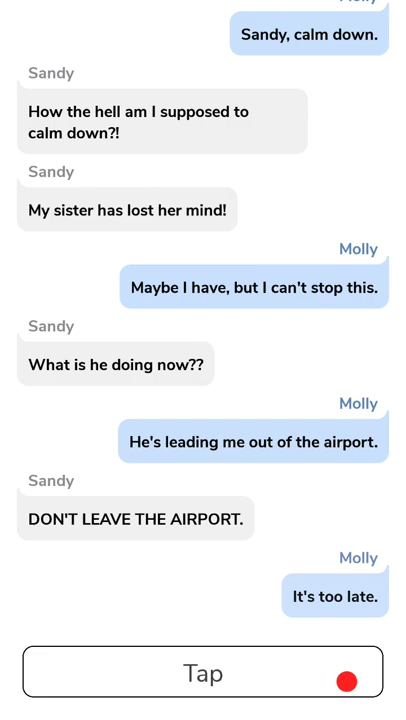 Molly
Sandy, calm down.
Sandy
How the hell am I supposed to
calm down?!
Sandy
My sister has lost her mind!
Molly
Maybe I have, but I can't stop this.
Sandy
What is he doing now??
Molly
He's leading me out of the airport.
Sandy
DON'T LEAVE THE AIRPORT.
Molly
It's too late.
Tap